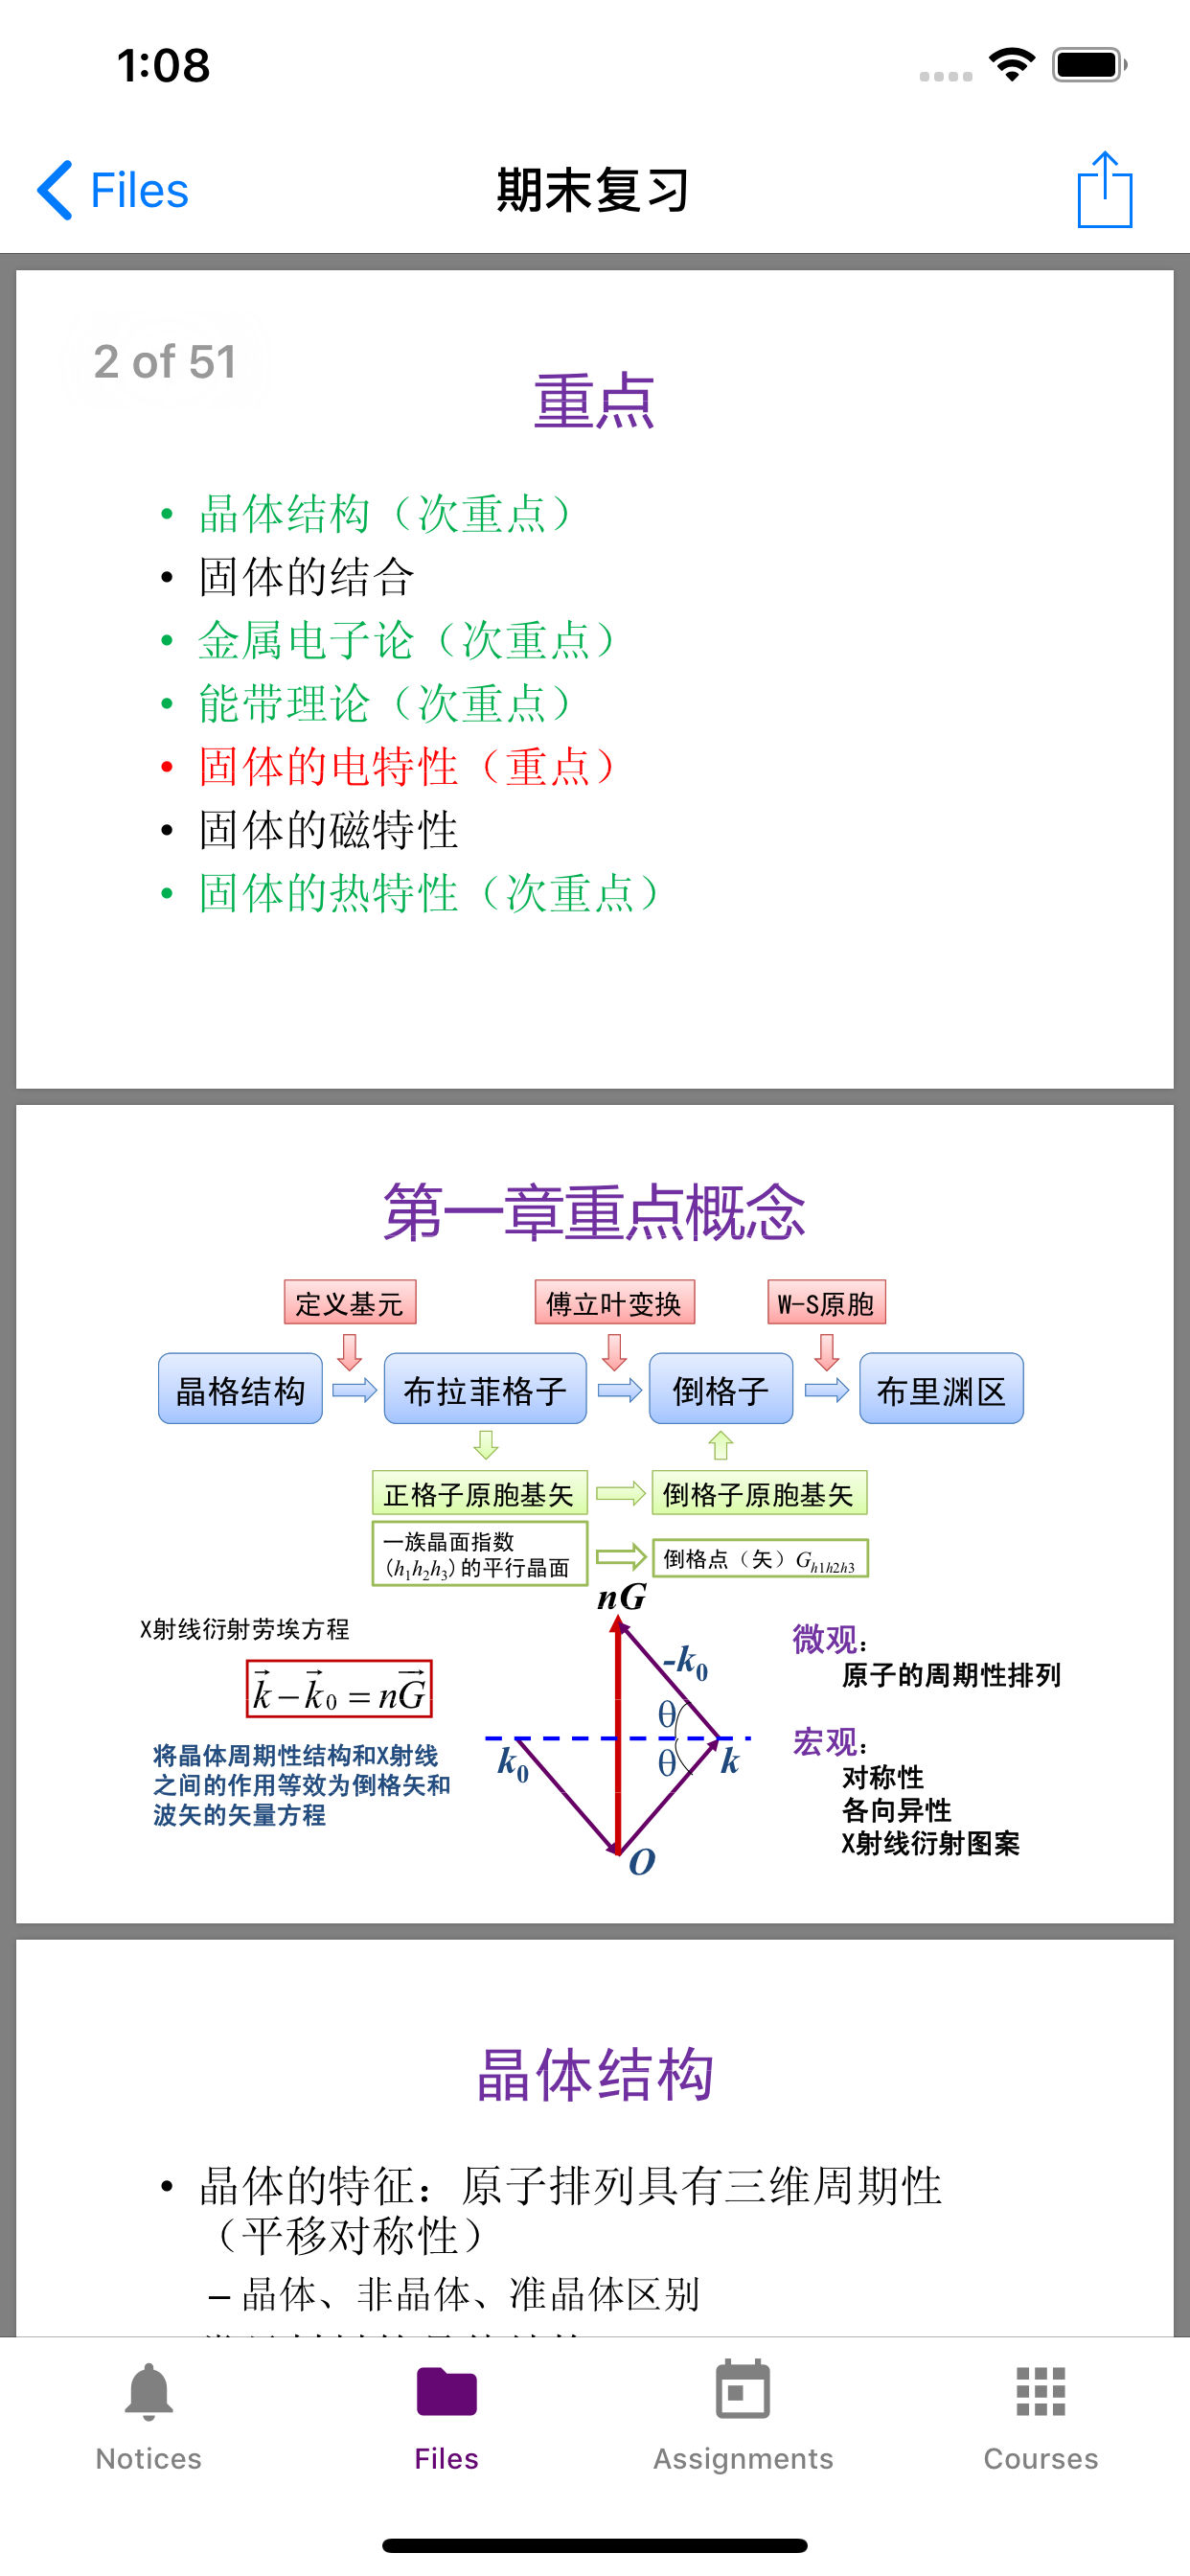 1:08
Files
期末复习
2 of 51
重点
• 晶体结构（次重点）
• 固体的结合
• 金属电子论（次重点）
• 能带理论（次重点）
• 固体的电特性（重点）
• 固体的磁特性
• 固体的热特性（次重点）
第一章重点概念
定义基元 傅立叶变换 W-S原胞
晶格结构 布拉菲格子 倒格子 布里渊区
正格子原胞基矢 倒格子原胞基矢
一族晶面指数
(h₁h₂h₃)的平行晶面
倒格点（矢）G_{h1h2h3}
nG
X射线衍射劳埃方程
k⃗ − k⃗₀ = nG⃗
将晶体周期性结构和X射线
之间的作用等效为倒格矢和
波矢的矢量方程
-k₀
θ
θ
k₀
k
O
微观：
原子的周期性排列
宏观：
对称性
各向异性
X射线衍射图案
晶体结构
• 晶体的特征：原子排列具有三维周期性
（平移对称性）
– 晶体、非晶体、准晶体区别
Notices
Files
Assignments
Courses